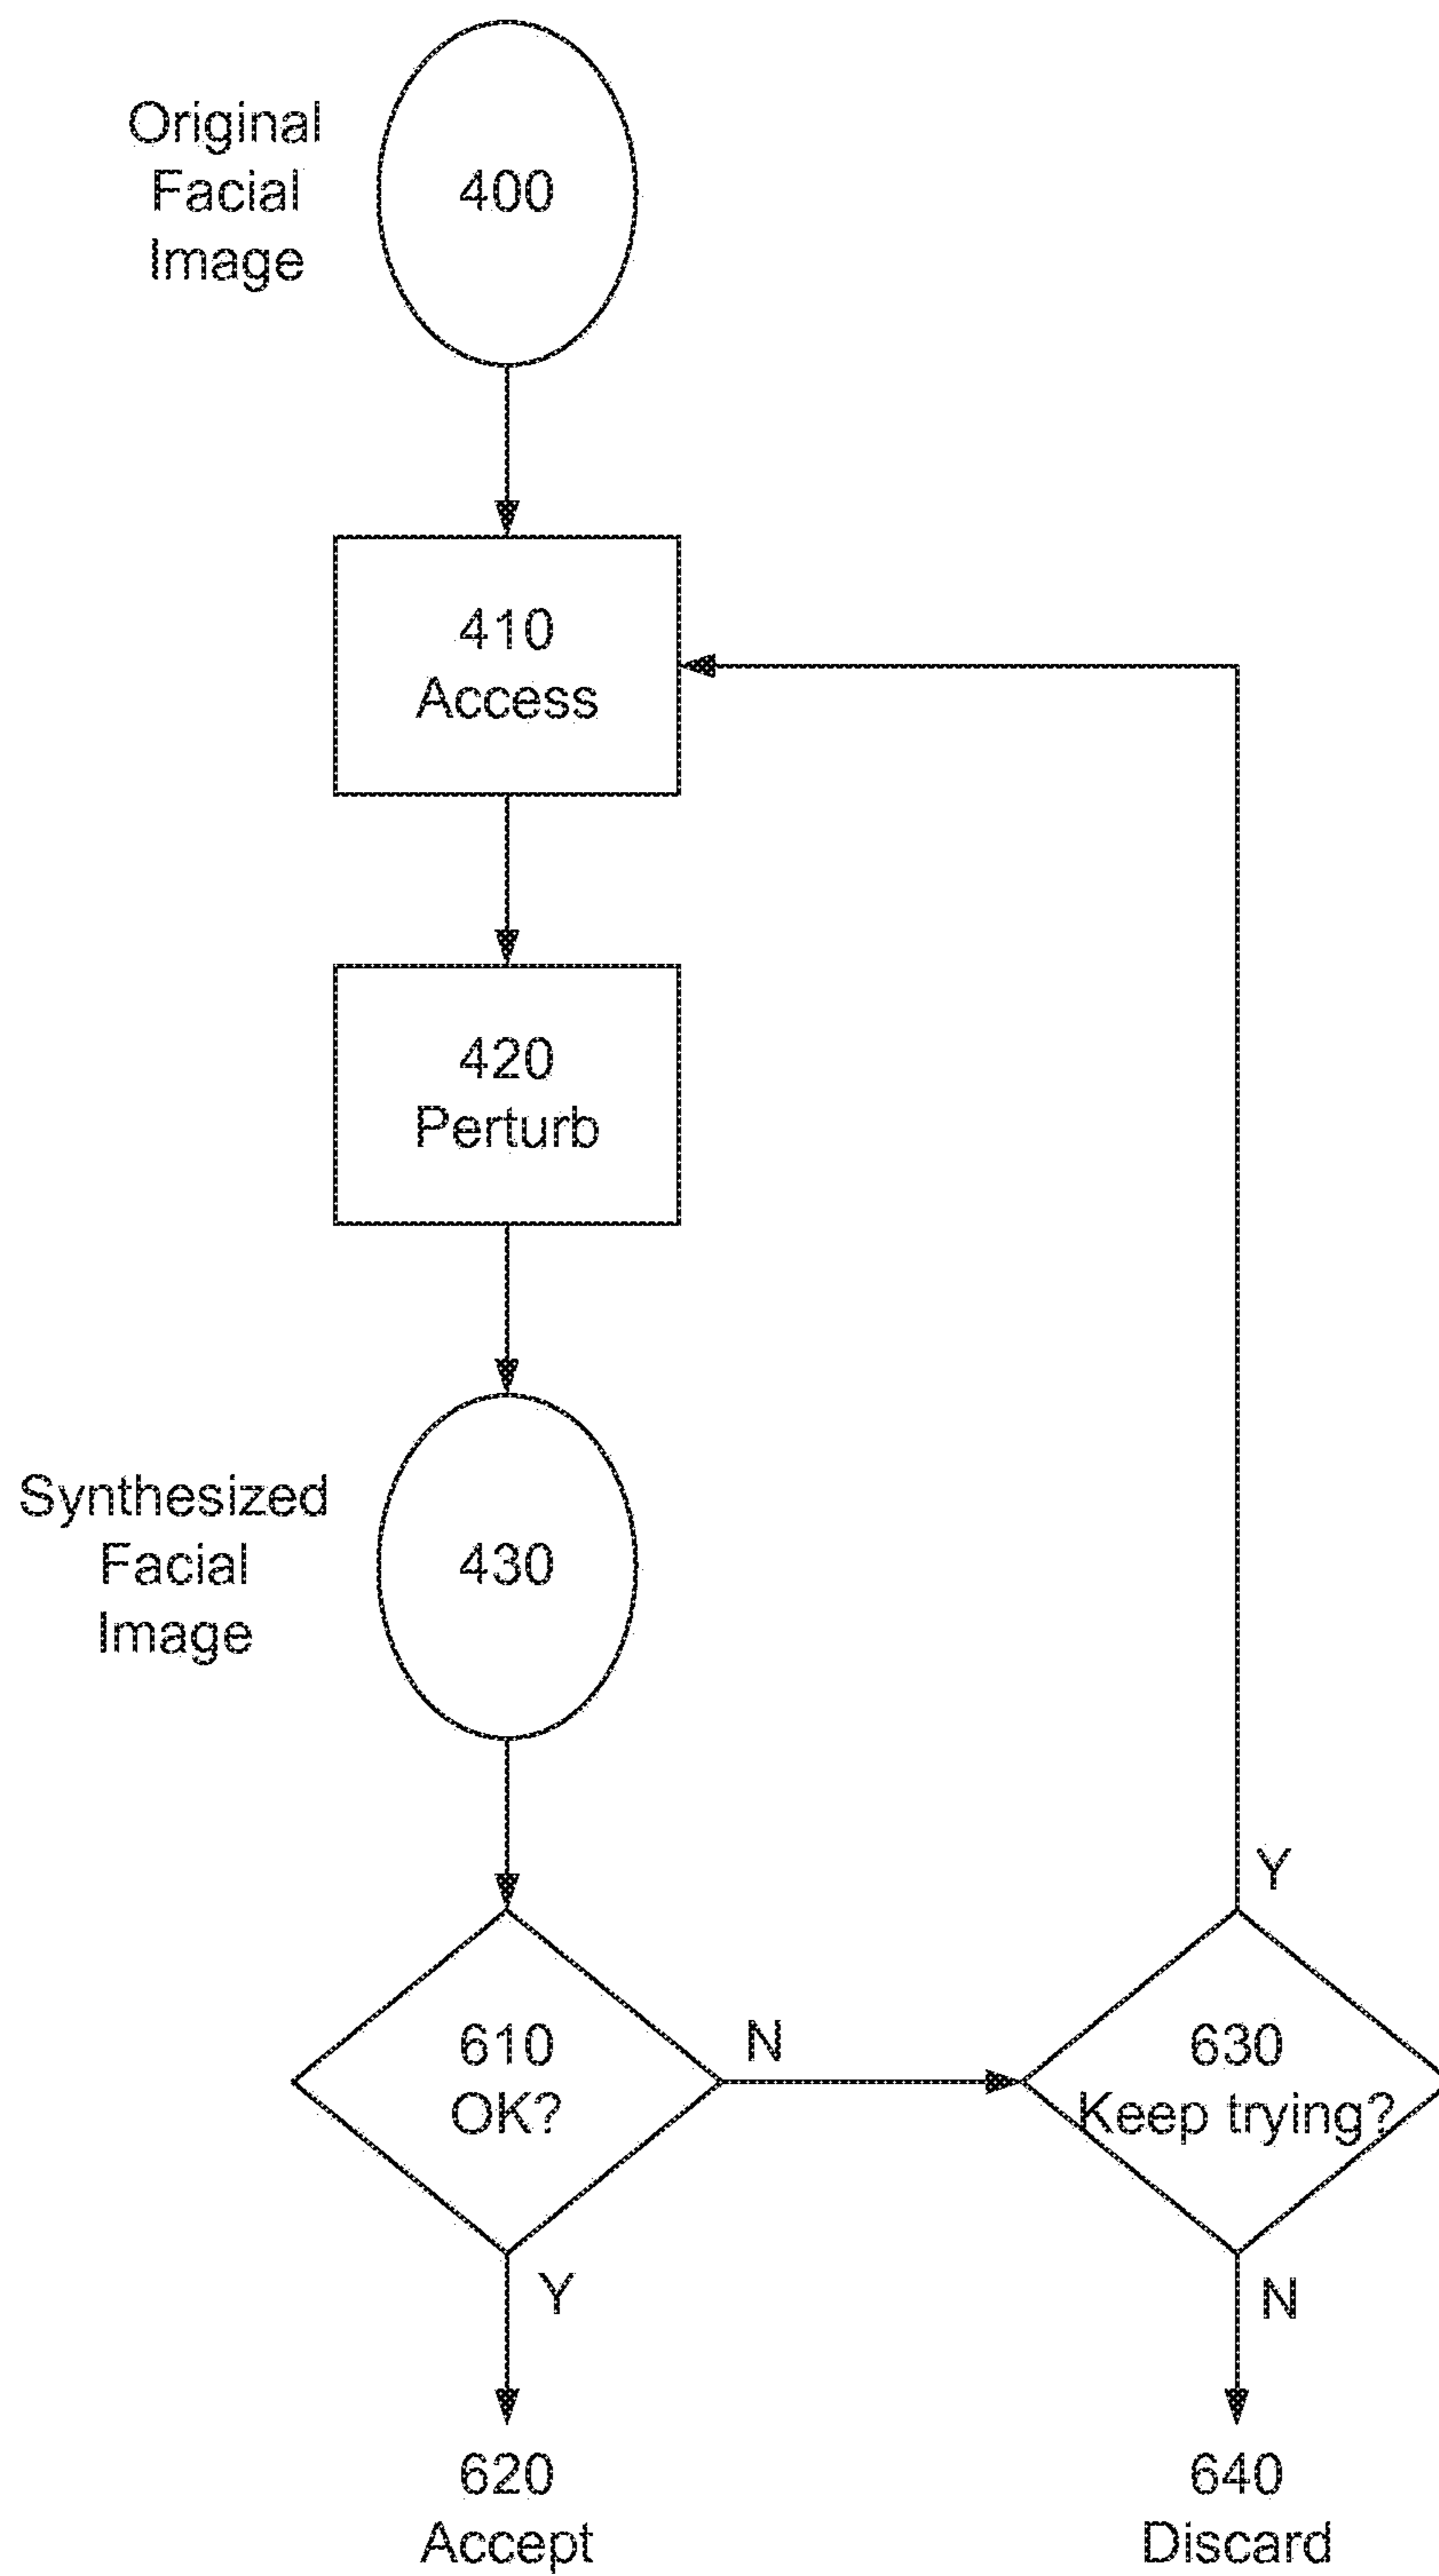 Original
Facial
Image
400
410
Access
420
Perturb
Synthesized
Facial
Image
430
610
OK?
N
Y
630
Keep trying?
Y
N
620
Accept
640
Discard